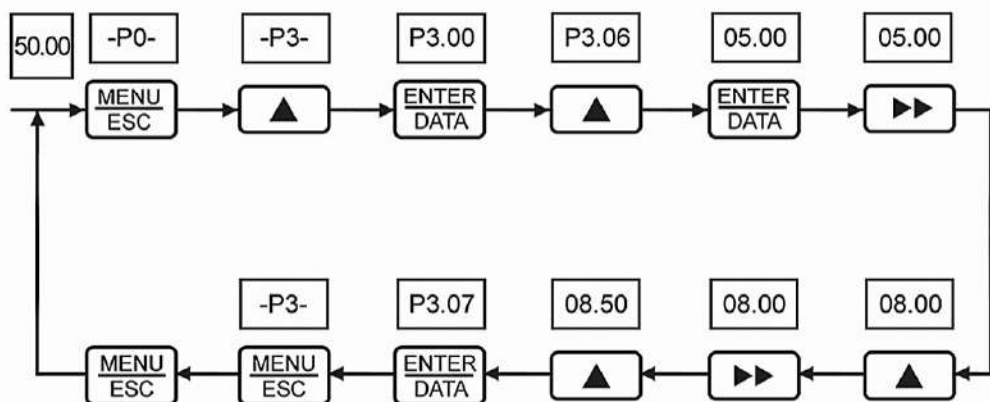 50.00
-P0-
-P3-
P3.00
P3.06
05.00
05.00
MENU
ESC
▲
ENTER
DATA
▲
ENTER
DATA
▶▶
-P3-
P3.07
08.50
08.00
08.00
MENU
ESC
MENU
ESC
ENTER
DATA
▲
▶▶
▲